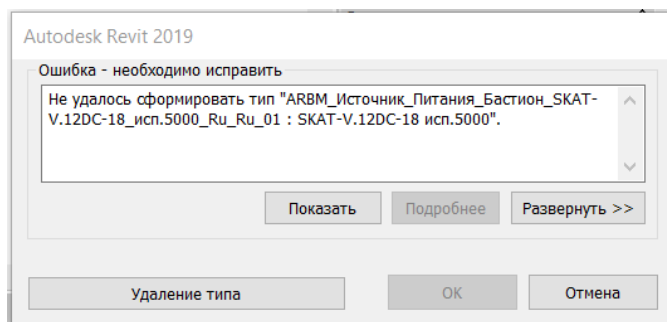 Autodesk Revit 2019
Ошибка - необходимо исправить
Не удалось сформировать тип "ARBM_Источник_Питания_Бастион_SKAT-
V.12DC-18_исп.5000_Ru_Ru_01 : SKAT-V.12DC-18 исп.5000".
Показать
Подробнее
Развернуть >>
Удаление типа
OK
Отмена